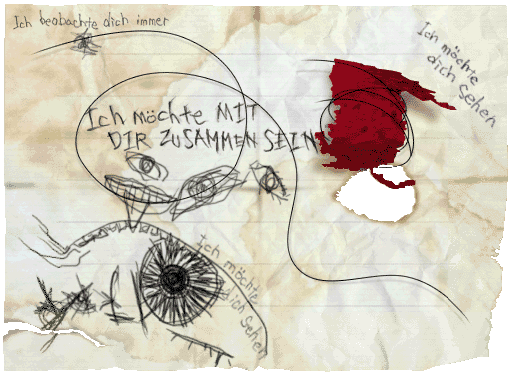 Ich beobachte dich immer
Ich möchte
dich sehen
Ich möchte MIT
DIR ZUSAMMEN SEIN
Ich möchte
dich sehen